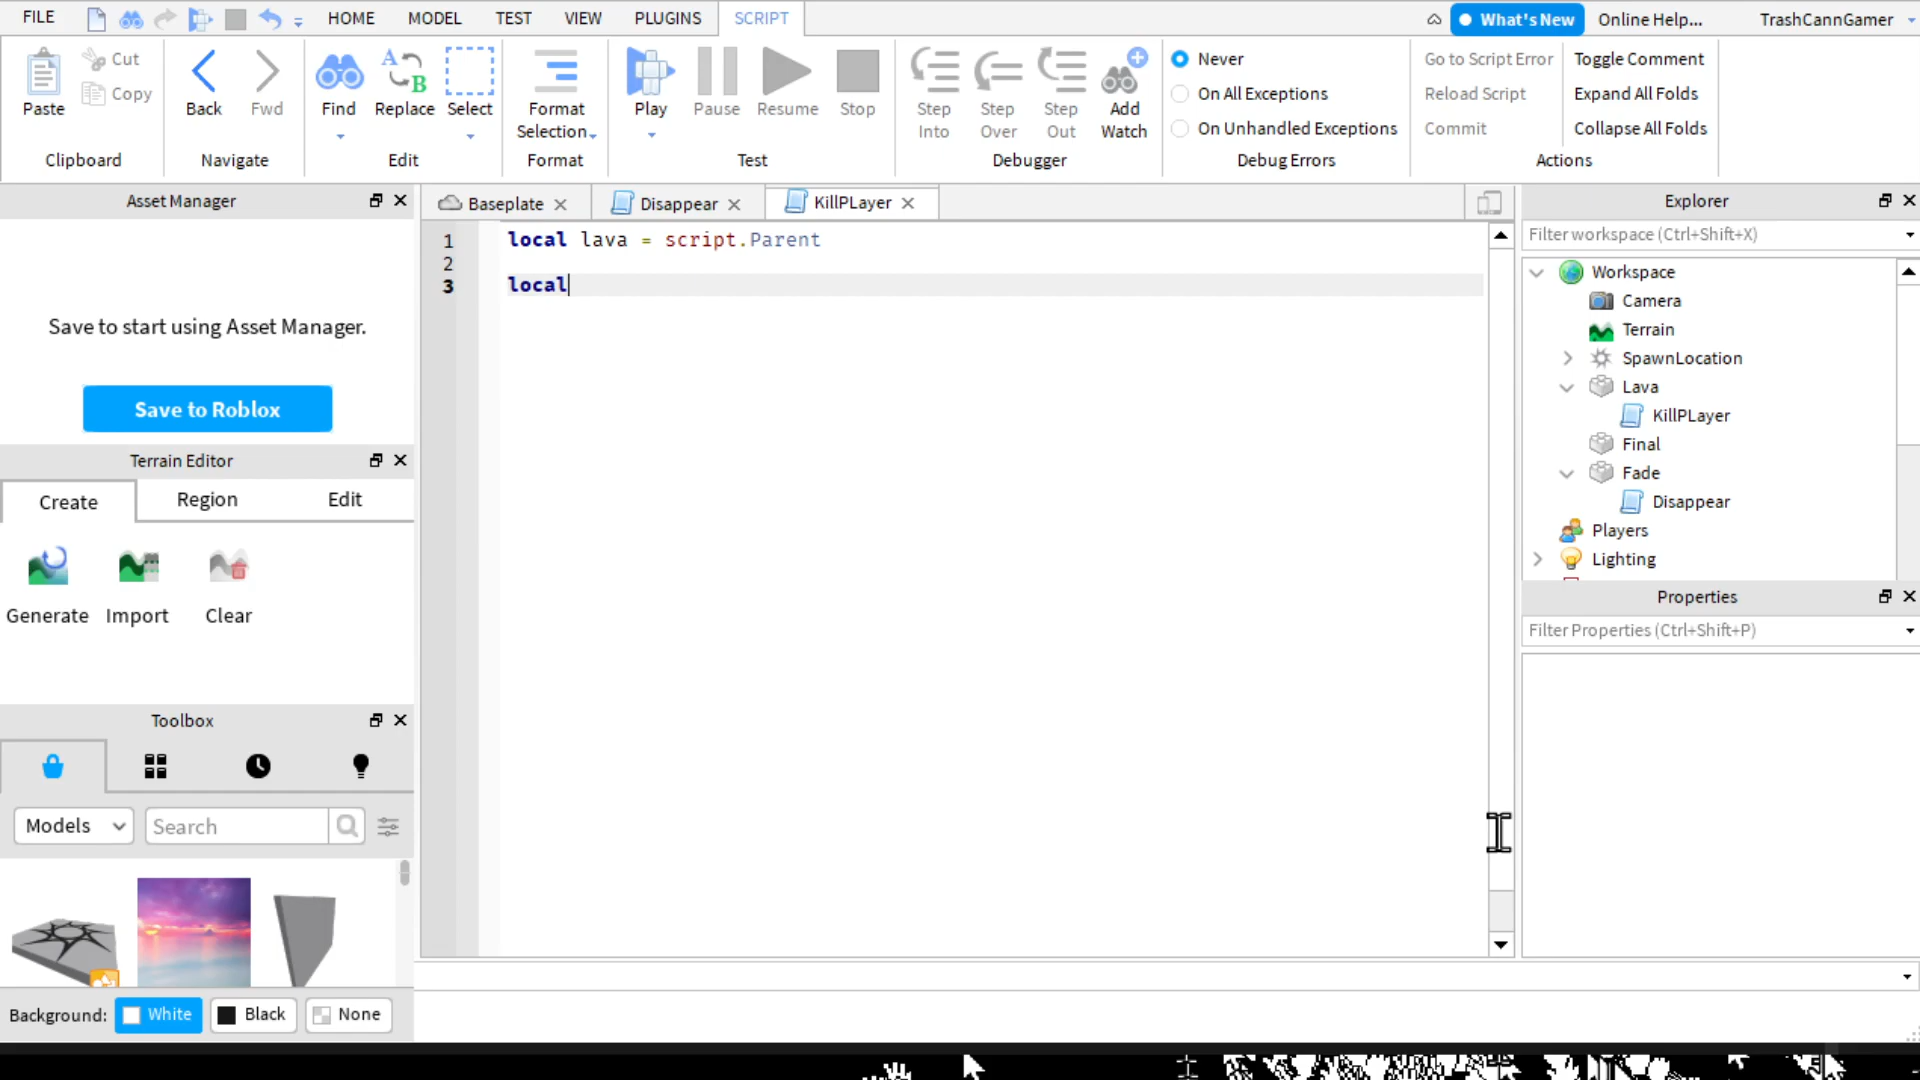 FILE HOME MODEL TEST VIEW PLUGINS SCRIPT What's New Online Help... TrashCannGamer
Paste Cut Copy
Clipboard
Back Fwd
Navigate
Find Replace Select
Edit
Format Selection
Format
Play Pause Resume Stop
Test
Step Into Step Over Step Out Add Watch
Debugger
Never
On All Exceptions
On Unhandled Exceptions
Debug Errors
Go to Script Error Toggle Comment
Reload Script Expand All Folds
Commit Collapse All Folds
Actions
Asset Manager
Save to start using Asset Manager.
Save to Roblox
Terrain Editor
Create Region Edit
Generate Import Clear
Toolbox
Models Search
Background: White Black None
Baseplate Disappear KillPLayer
1 local lava = script.Parent
2
3 local
Explorer
Filter workspace (Ctrl+Shift+X)
Workspace
Camera
Terrain
SpawnLocation
Lava
KillPLayer
Final
Fade
Disappear
Players
Lighting
Properties
Filter Properties (Ctrl+Shift+P)